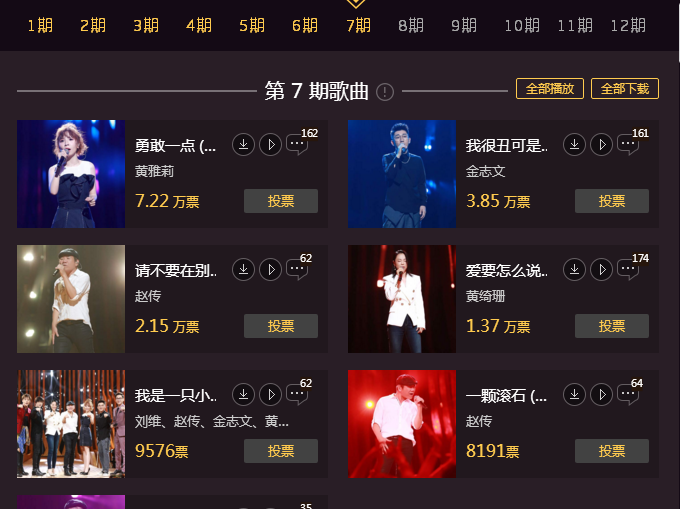 1期 2期 3期 4期 5期 6期 7期 8期 9期 10期 11期 12期
第 7 期歌曲 全部播放 全部下载
勇敢一点 (... 162
黄雅莉
7.22 万票 投票
我很丑可是.. 161
金志文
3.85 万票 投票
请不要在别.. 62
赵传
2.15 万票 投票
爱要怎么说.. 174
黄绮珊
1.37 万票 投票
我是一只小.. 62
刘维、赵传、金志文、黄...
9576票 投票
一颗滚石 (... 64
赵传
8191票 投票
35